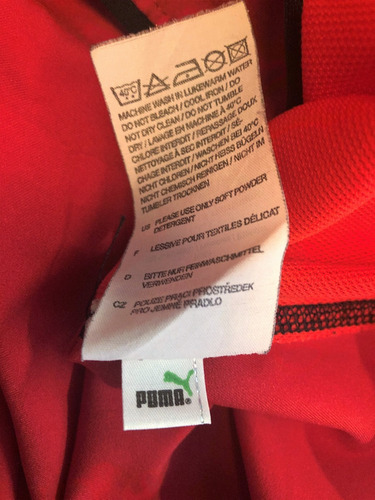 40°C
MACHINE WASH IN LUKEWARM WATER
DO NOT BLEACH / COOL IRON / DO
NOT DRY CLEAN / DO NOT TUMBLE
DRY / LAVAGE EN MACHINE À 40°C
CHLORE INTERDIT / REPASSAGE DOUX
NETTOYAGE À SEC INTERDIT / SÉ-
CHAGE INTERDIT / WASCHEN BEI 40°C
NICHT CHLOREN / NICHT HEISS BÜGELN
NICHT CHEMISCH REINIGEN / NICHT IM
TUMBLER TROCKNEN
US PLEASE USE ONLY SOFT POWDER
DETERGENT
F LESSIVE POUR TEXTILES DÉLICAT
D BITTE NUR FEINWASCHMITTEL
VERWENDEN
CZ POUZE PRACÍ PROSTŘEDEK
PRO JEMNÉ PRÁDLO
PUMA